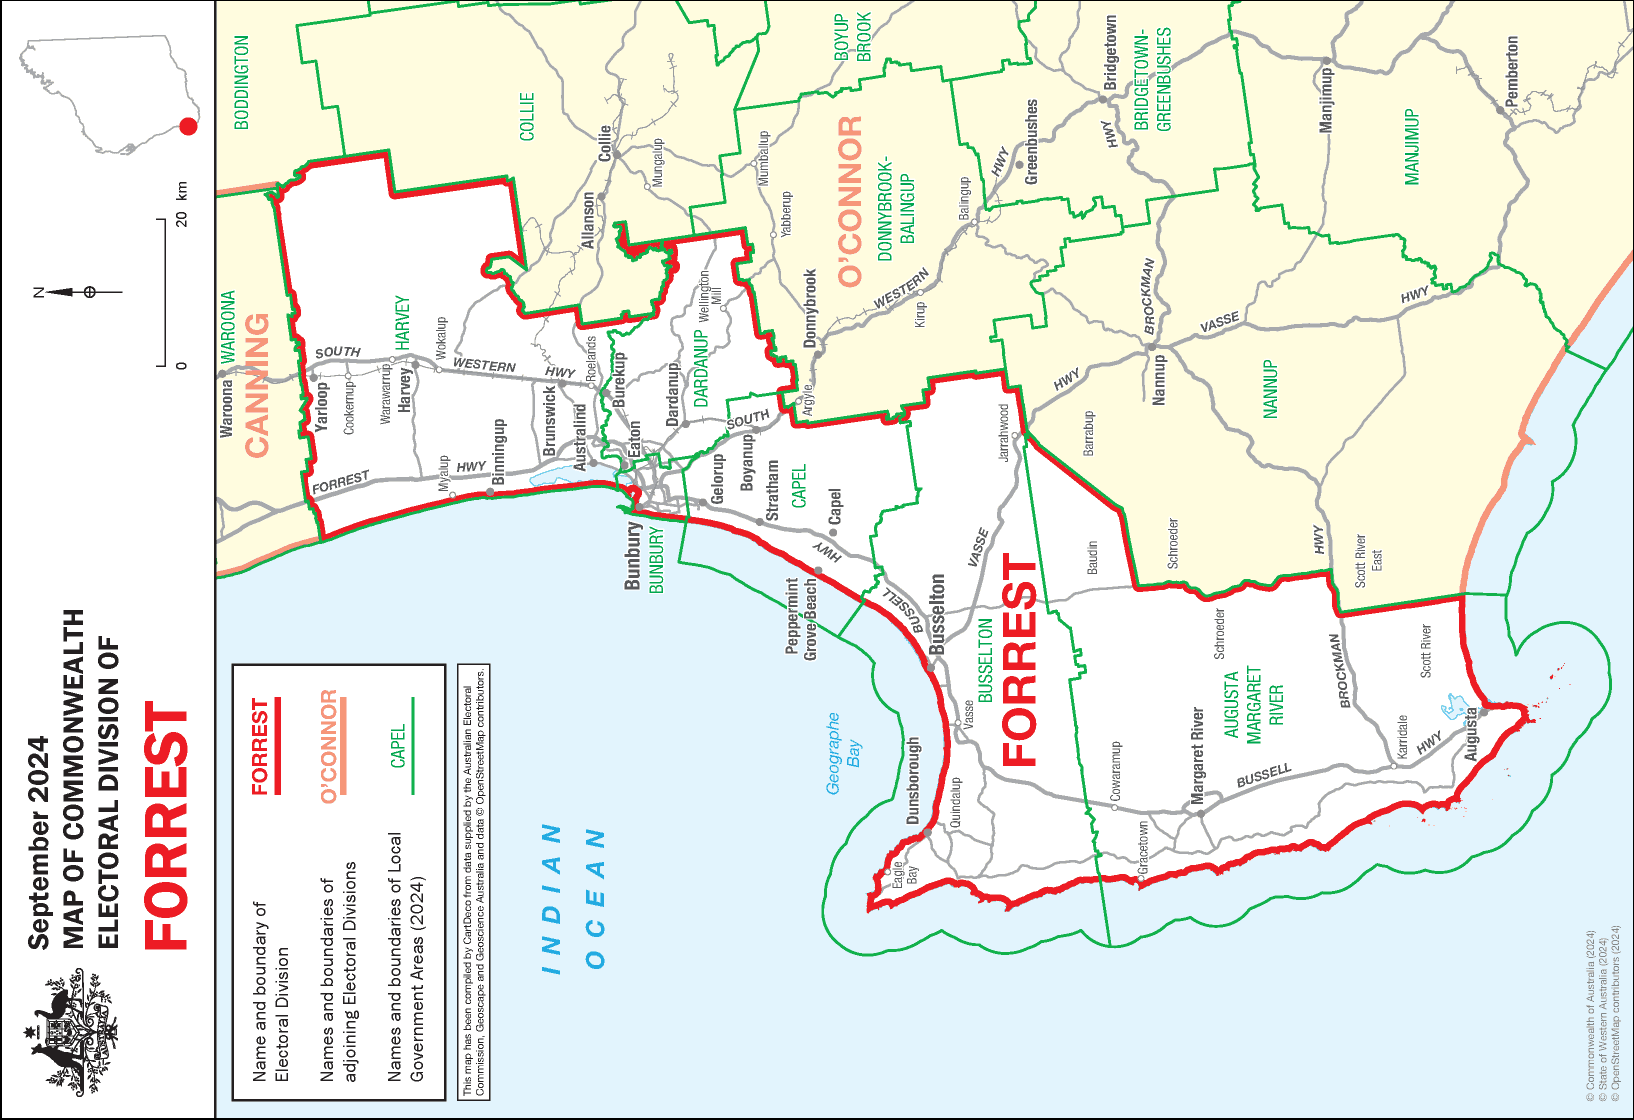 September 2024
MAP OF COMMONWEALTH
ELECTORAL DIVISION OF
FORREST
N
0
20 km
Name and boundary of
Electoral Division
FORREST
Names and boundaries of
adjoining Electoral Divisions
O'CONNOR
Names and boundaries of Local
Government Areas (2024)
CAPEL
This map has been compiled by CartDeco from data supplied by the Australian Electoral
Commission, Geoscape and Geoscience Australia and data © OpenStreetMap contributors.
INDIAN
OCEAN
Geographe
Bay
BODDINGTON
WAROONA
Waroona
CANNING
COLLIE
BOYUP
BROOK
HARVEY
SOUTH
WESTERN
HWY
Yarloop
Cookernup
Warawarrup
Harvey
Wokalup
FORREST
HWY
Myalup
Binningup
Brunswick
Australind
Roelands
Burekup
Eaton
Collie
Allanson
Mungalup
Mumballup
Yabberup
Wellington
Mill
Dardanup
DARDANUP
Donnybrook
Argyle
SOUTH
Boyanup
Gelorup
Stratham
CAPEL
Capel
Bunbury
BUNBURY
HWY
Peppermint
Grove Beach
BUSSELL
Busselton
BUSSELTON
FORREST
VASSE
Jarrahwood
HWY
O'CONNOR
DONNYBROOK-
BALINGUP
WESTERN
Kirup
Balingup
HWY
Greenbushes
Bridgetown
HWY
BRIDGETOWN-
GREENBUSHES
Manjimup
MANJIMUP
Pemberton
BROCKMAN
VASSE
HWY
Nannup
NANNUP
Barrabup
Baudin
Schroeder
HWY
Scott River
East
Schroeder
Scott River
BROCKMAN
AUGUSTA
MARGARET
RIVER
Vasse
Dunsborough
Quindalup
Eagle
Bay
Cowaramup
Gracetown
Margaret River
BUSSELL
HWY
Karridale
Augusta
© Commonwealth of Australia (2024)
© State of Western Australia (2024)
© OpenStreetMap contributors (2024)